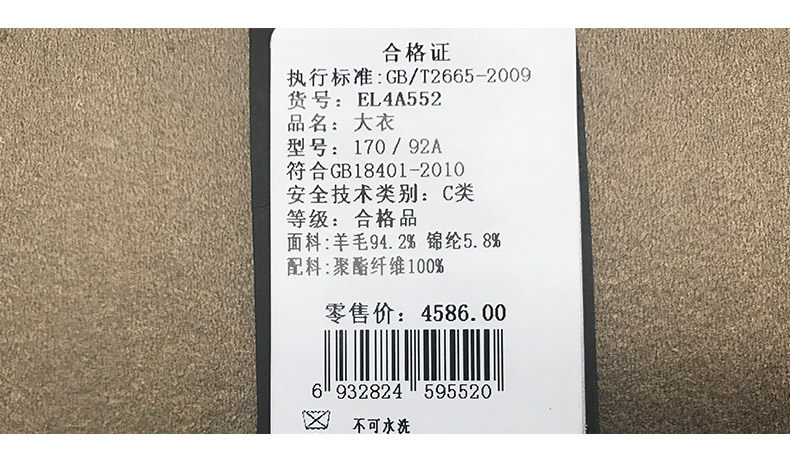 合格证
执行标准:GB/T2665-2009
货号：EL4A552
品名：大衣
型号：170/92A
符合GB18401-2010
安全技术类别：C类
等级：合格品
面料:羊毛94.2% 锦纶5.8%
配料:聚酯纤维100%
零售价：4586.00
6 932824 595520
不可水洗